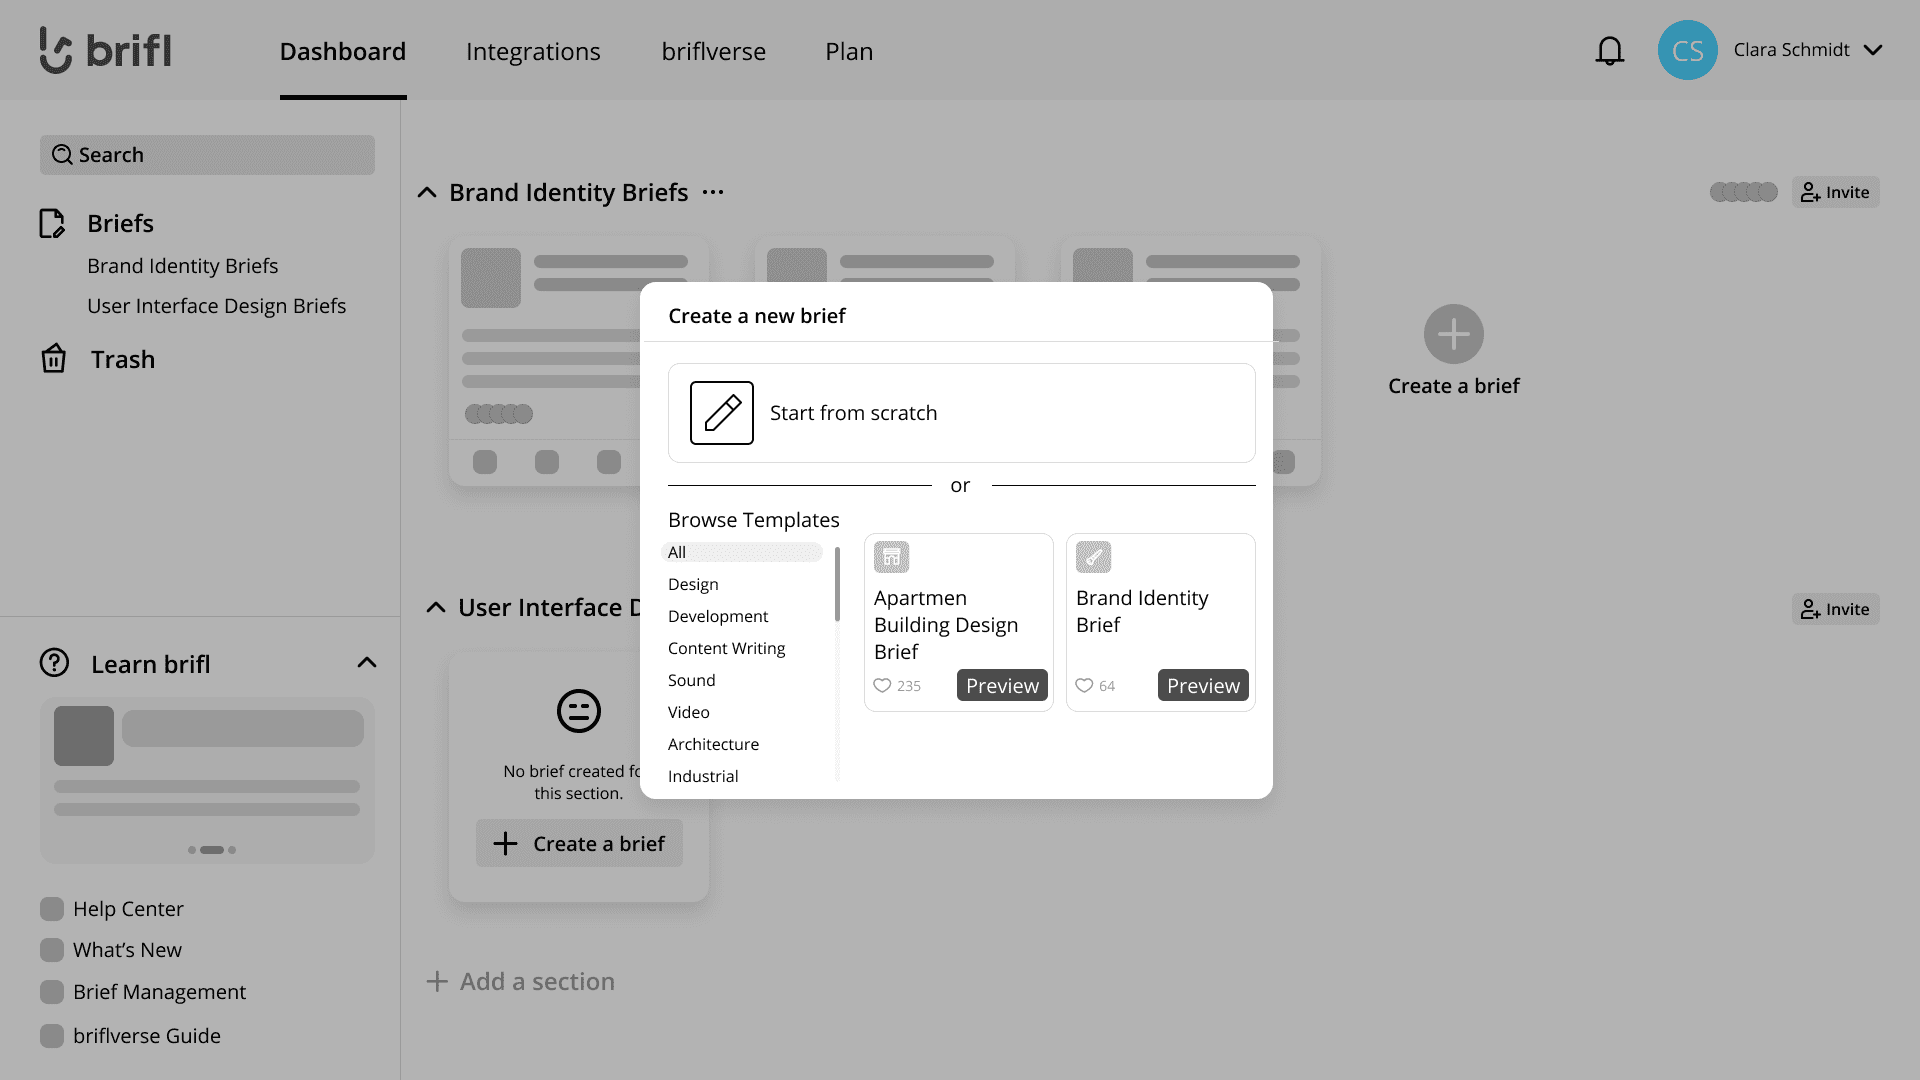 brifl
Dashboard
Integrations
briflverse
Plan
CS
Clara Schmidt
Search
Briefs
Brand Identity Briefs
User Interface Design Briefs
Trash
Learn brifl
Help Center
What's New
Brief Management
briflverse Guide
Brand Identity Briefs
Invite
Create a brief
User Interface D
Invite
No brief created fo
this section.
Create a brief
Add a section
Create a new brief
Start from scratch
or
Browse Templates
All
Design
Development
Content Writing
Sound
Video
Architecture
Industrial
Apartmen
Building Design
Brief
235
Preview
Brand Identity
Brief
64
Preview